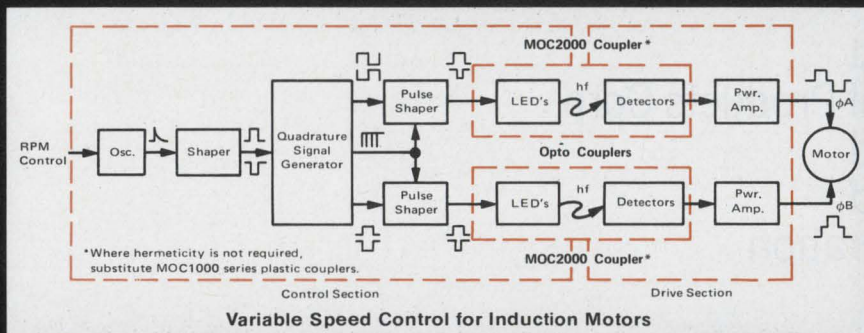 MOC2000 Coupler*
RPM
Control
Osc.
Shaper
Quadrature
Signal
Generator
Pulse
Shaper
LED's
hf
Detectors
Pwr.
Amp.
φA
Opto Couplers
Motor
Pulse
Shaper
LED's
hf
Detectors
Pwr.
Amp.
φB
*Where hermeticity is not required,
substitute MOC1000 series plastic couplers.
MOC2000 Coupler*
Control Section
Drive Section
Variable Speed Control for Induction Motors